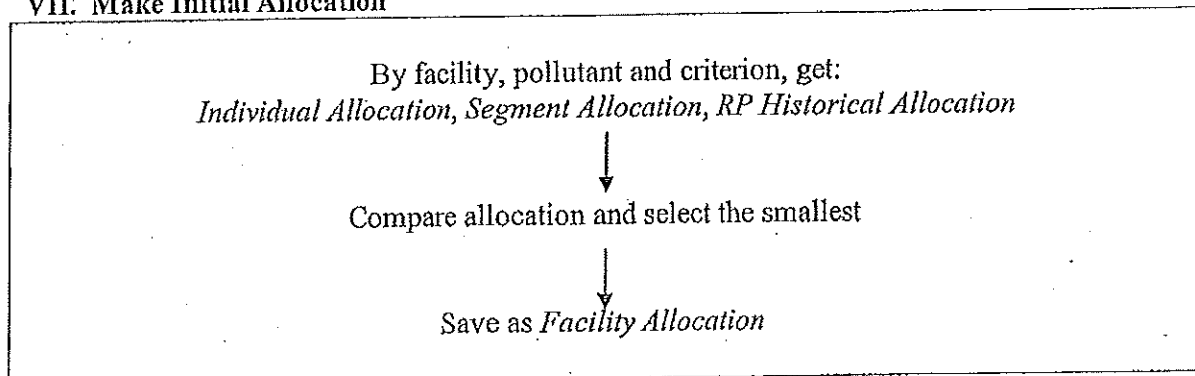 VII. Make Initial Allocation
By facility, pollutant and criterion, get:
Individual Allocation, Segment Allocation, RP Historical Allocation
Compare allocation and select the smallest
Save as Facility Allocation